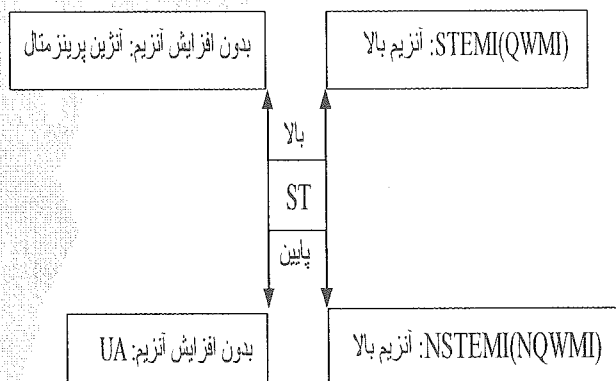 STEMI(QWMI): آنزیم بالا
بدون افزایش آنزیم: آنژین پرینزمتال
بالا
ST
پایین
NSTEMI(NQWMI): آنزیم بالا
بدون افزایش آنزیم: UA